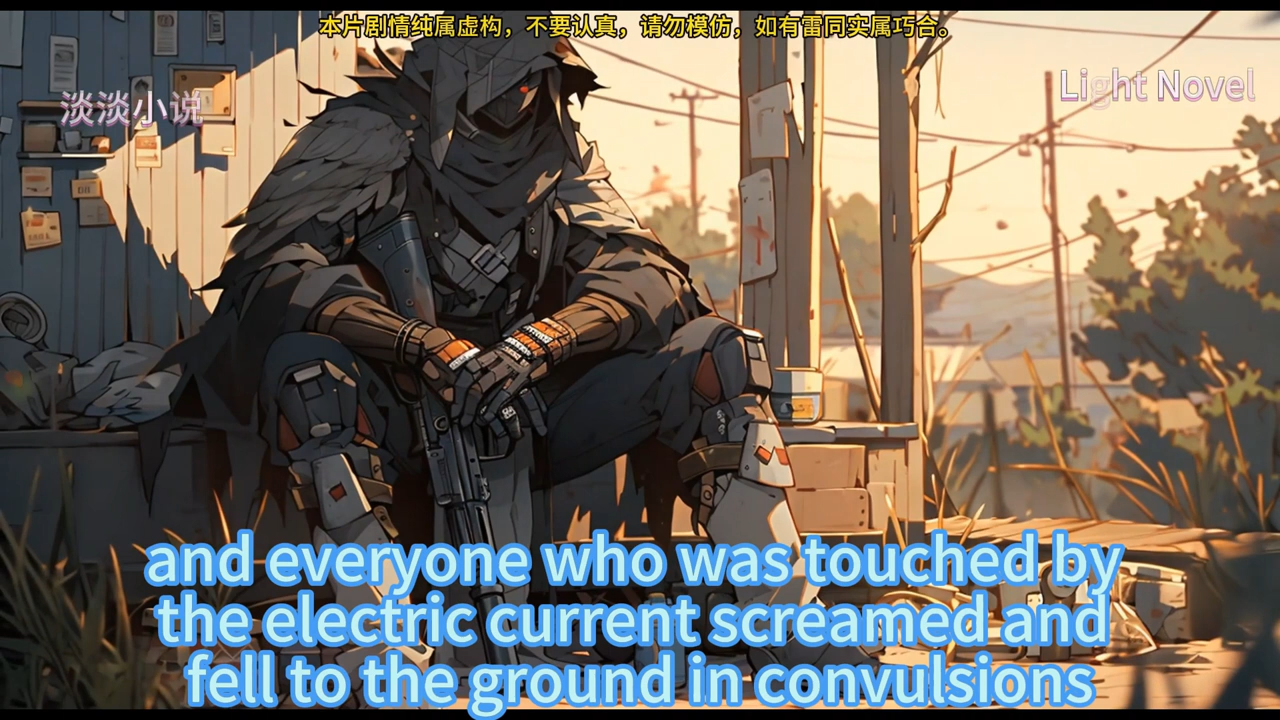 本片剧情纯属虚构，不要认真，请勿模仿，如有雷同实属巧合。
淡淡小说
Light Novel
and everyone who was touched by
the electric current screamed and
fell to the ground in convulsions